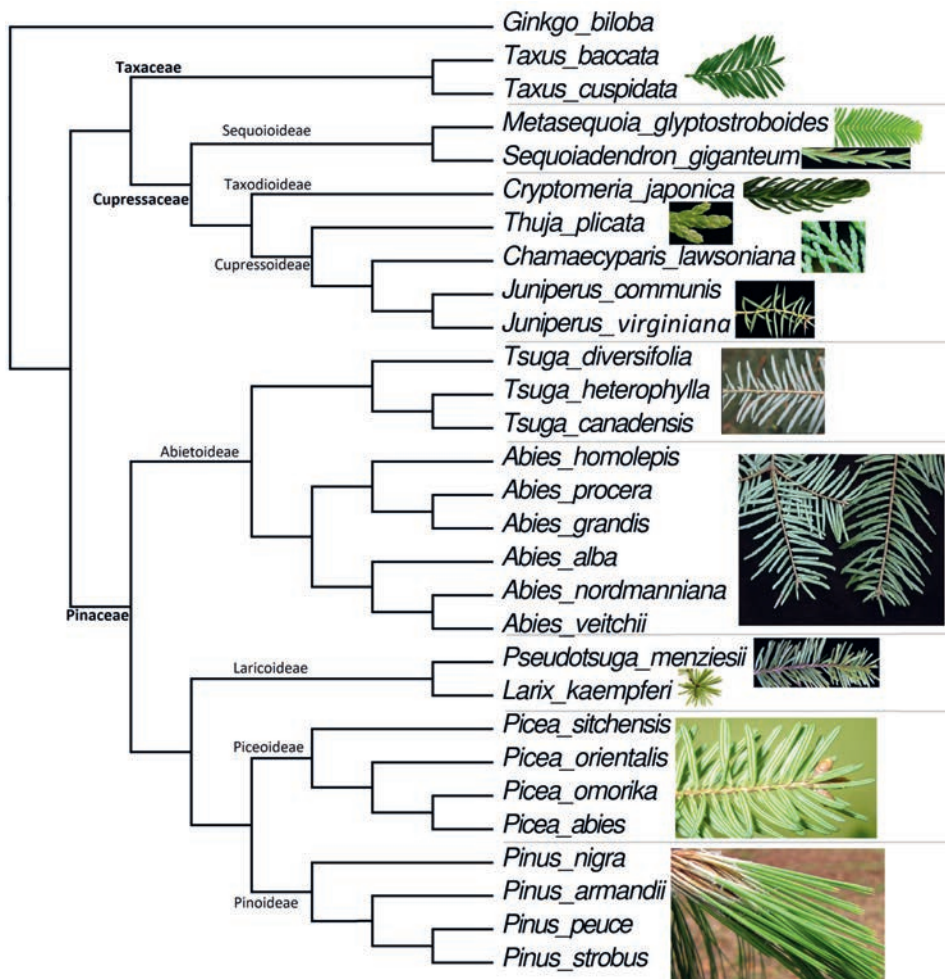 Ginkgo_biloba
Taxaceae
Taxus_baccata
Taxus_cuspidata
Sequoioideae
Metasequoia_glyptostroboides
Sequoiadendron_giganteum
Cupressaceae
Taxodioideae
Cryptomeria_japonica
Thuja_plicata
Cupressoideae
Chamaecyparis_lawsoniana
Juniperus_communis
Juniperus_virginiana
Tsuga_diversifolia
Tsuga_heterophylla
Tsuga_canadensis
Abietoideae
Abies_homolepis
Abies_procera
Abies_grandis
Abies_alba
Abies_nordmanniana
Pinaceae
Abies_veitchii
Laricoideae
Pseudotsuga_menziesii
Larix_kaempferi
Picea_sitchensis
Piceoideae
Picea_orientalis
Picea_omorika
Picea_abies
Pinus_nigra
Pinoideae
Pinus_armandii
Pinus_peuce
Pinus_strobus